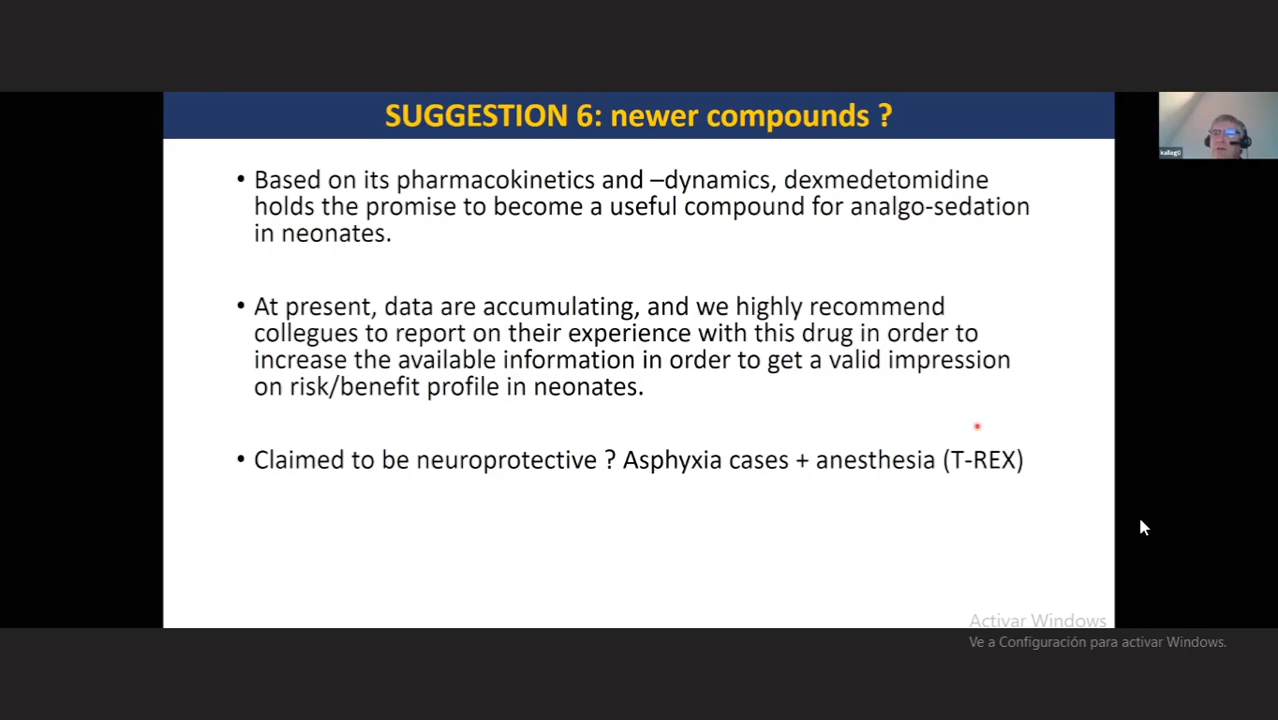 SUGGESTION 6: newer compounds ?
• Based on its pharmacokinetics and –dynamics, dexmedetomidine
holds the promise to become a useful compound for analgo-sedation
in neonates.
• At present, data are accumulating, and we highly recommend
collegues to report on their experience with this drug in order to
increase the available information in order to get a valid impression
on risk/benefit profile in neonates.
• Claimed to be neuroprotective ? Asphyxia cases + anesthesia (T-REX)
Activar Windows
Ve a Configuración para activar Windows.